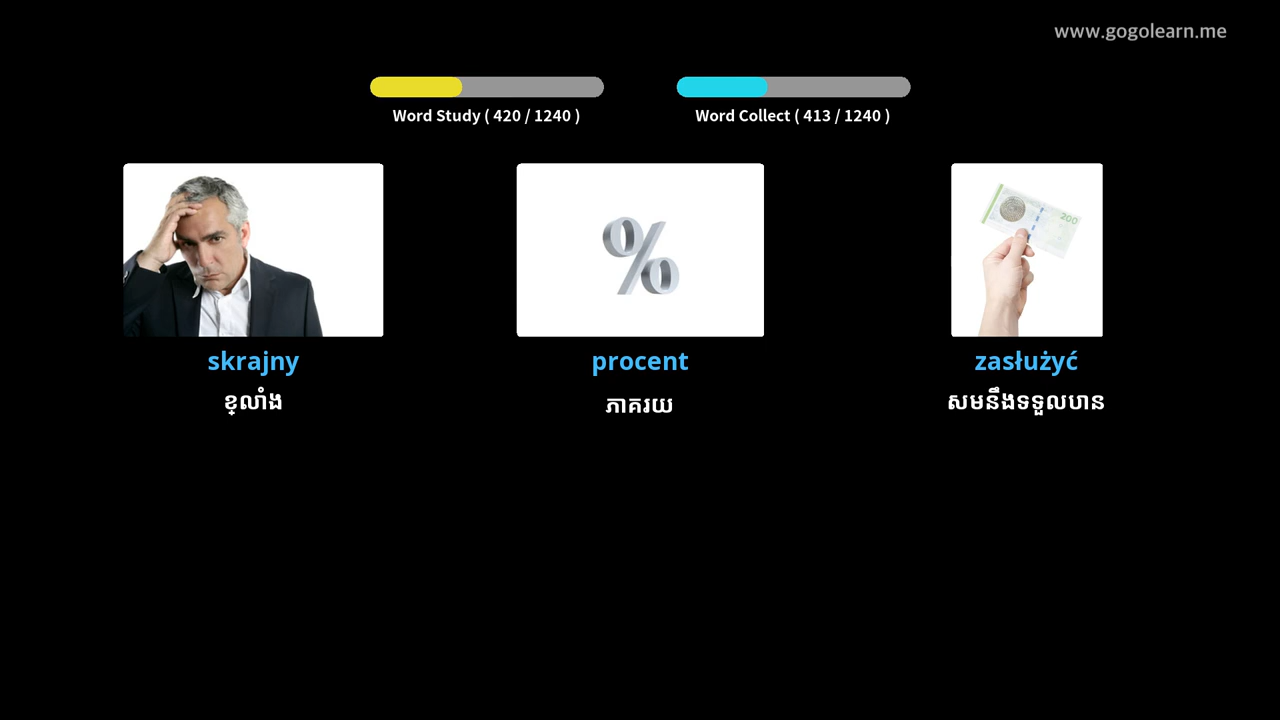 www.gogolearn.me
Word Study ( 420 / 1240 )
Word Collect ( 413 / 1240 )
skrajny
procent
zasłużyć
ខ្លាំង
ភាគរយ
សមនឹងទទួលបាន
200